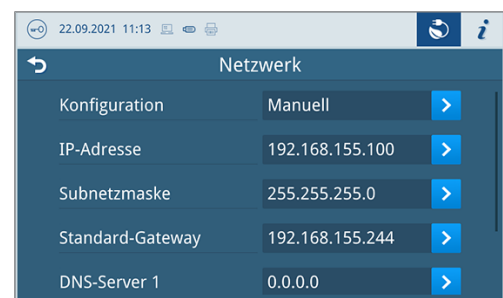 22.09.2021 11:13
i
Netzwerk
Konfiguration Manuell
IP-Adresse 192.168.155.100
Subnetzmaske 255.255.255.0
Standard-Gateway 192.168.155.244
DNS-Server 1 0.0.0.0